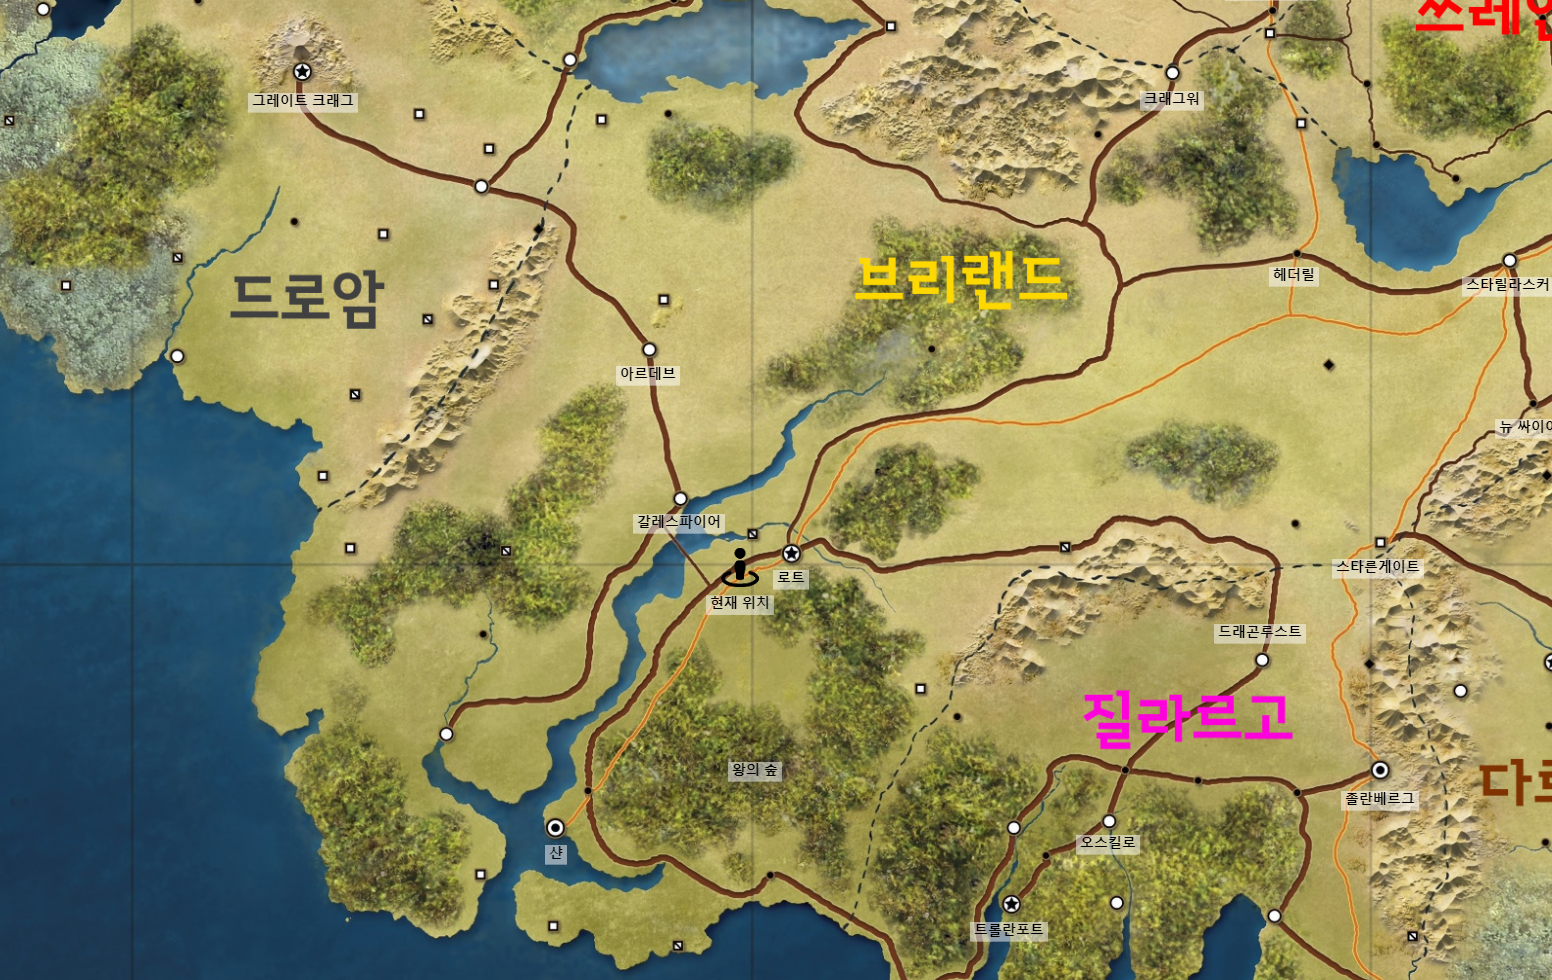 쓰레인
그레이트 크래그
크래그워
브리랜드
헤더릴
스타릴라스커
드로암
아르데브
뉴 싸이어
갈레스파이어
로트
현재 위치
스타른게이트
드래곤루스트
질라르고
왕의 숲
졸란베르그
오스킬로
샨
트롤란포트